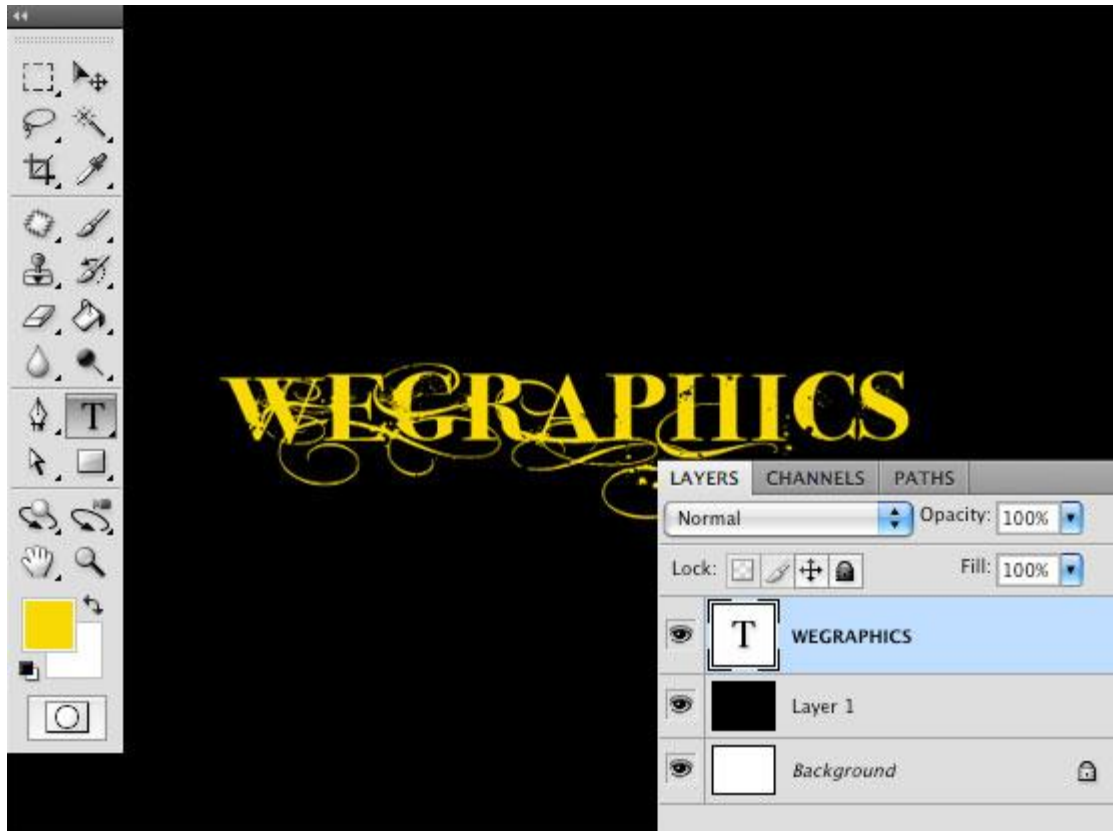 WEGRAPHICS
LAYERS CHANNELS PATHS
Normal Opacity: 100%
Lock: Fill: 100%
T WEGRAPHICS
Layer 1
Background
T